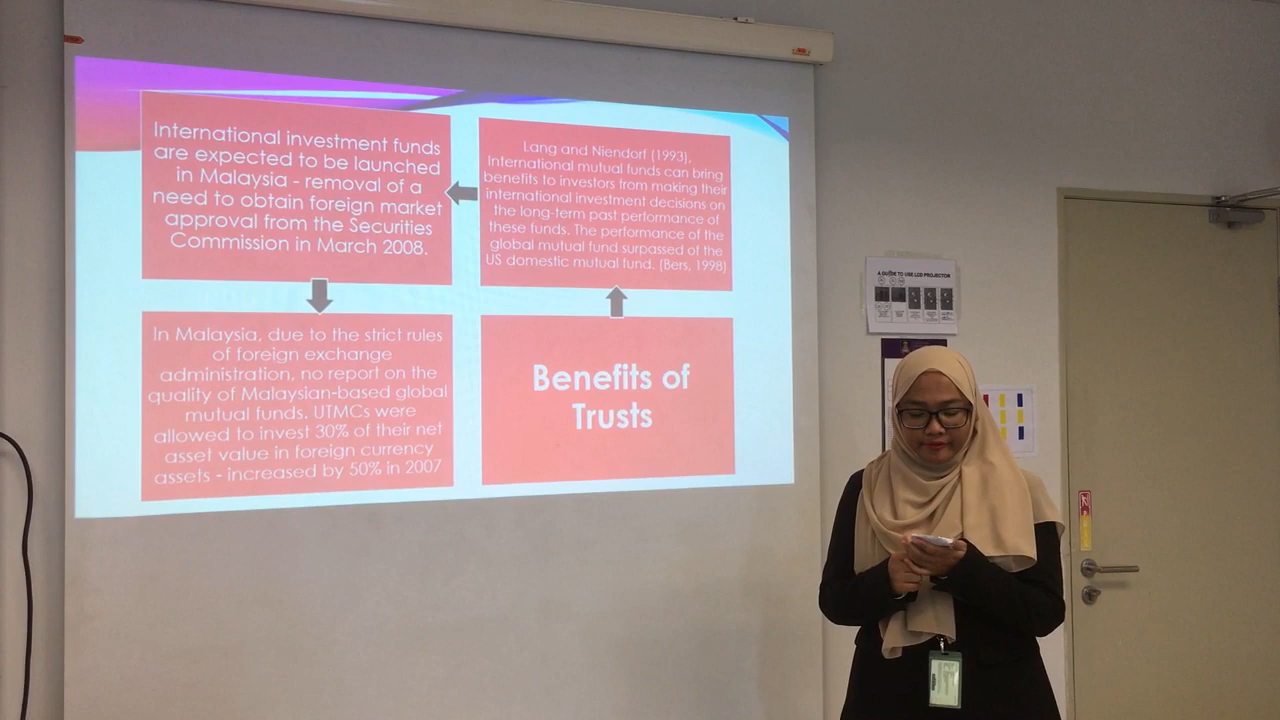 International investment funds
are expected to be launched
in Malaysia - removal of a
need to obtain foreign market
approval from the Securities
Commission in March 2008.
Lang and Niendorf (1993),
International mutual funds can bring
benefits to investors from making their
international investment decisions on
the long-term past performance of
these funds. The performance of the
global mutual fund surpassed of the
US domestic mutual fund. (Bers, 1998)
In Malaysia, due to the strict rules
of foreign exchange
administration, no report on the
quality of Malaysian-based global
mutual funds. UTMCs were
allowed to invest 30% of their net
asset value in foreign currency
assets - increased by 50% in 2007
Benefits of
Trusts
A GUIDE TO USE LCD PROJECTOR